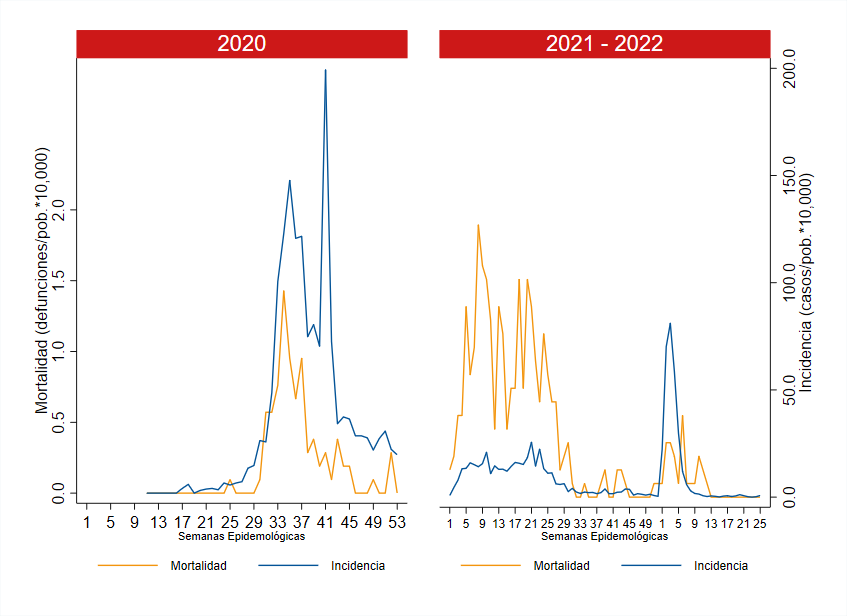 2020
2021 - 2022
Mortalidad (defunciones/pob.*10,000)
0.0 0.5 1.0 1.5 2.0
Incidencia (casos/pob.*10,000)
0.0 50.0 100.0 150.0 200.0
1 5 9 13 17 21 25 29 33 37 41 45 49 53
Semanas Epidemológicas
1 5 9 13 17 21 25 29 33 37 41 45 49 1 5 9 13 17 21 25
Semanas Epidemológicas
Mortalidad Incidencia
Mortalidad Incidencia